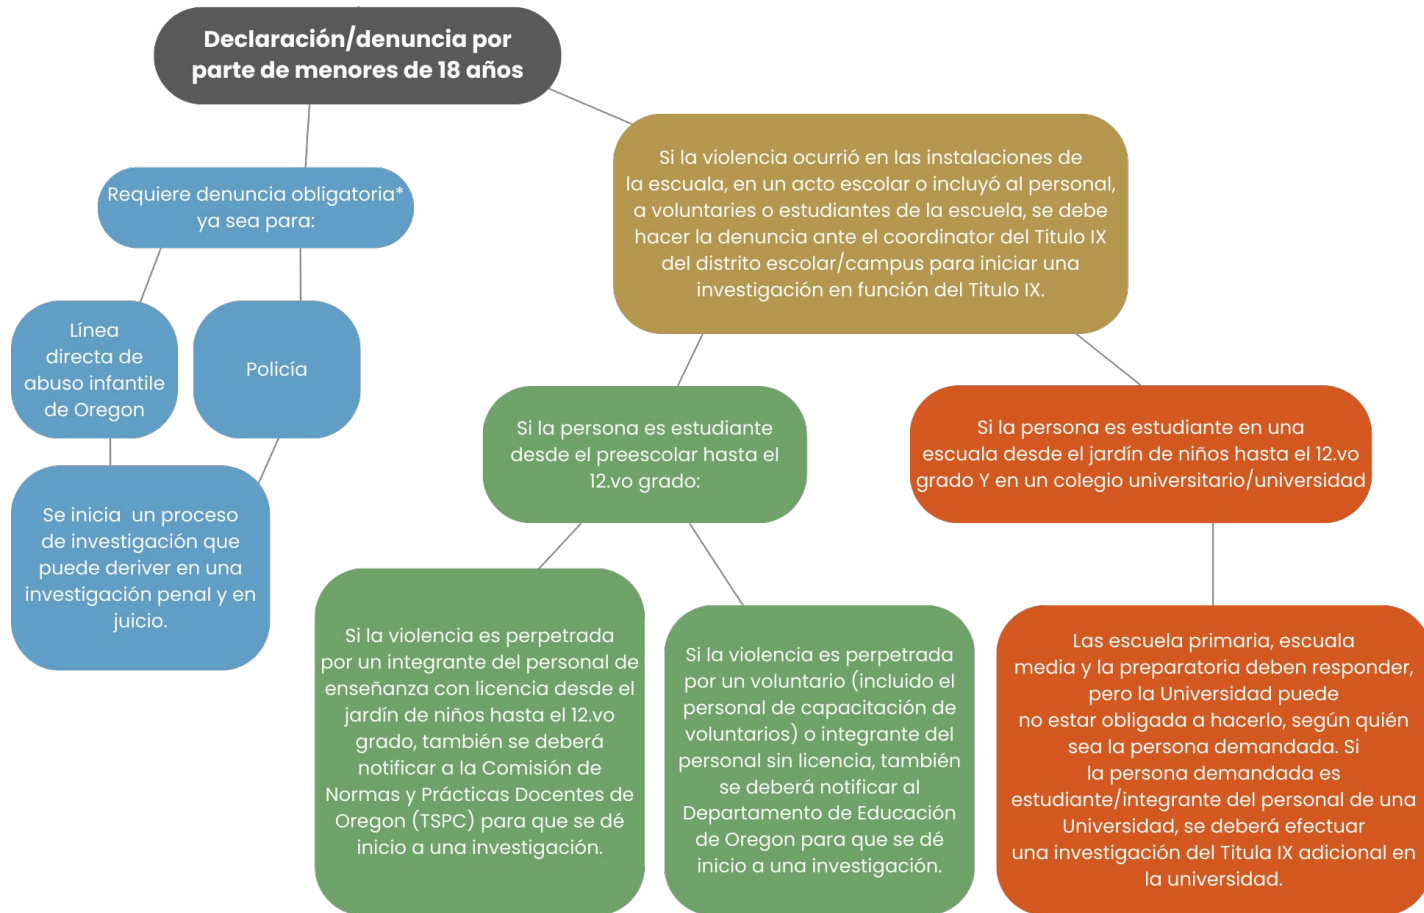 Declaración/denuncia por
parte de menores de 18 años
Requiere denuncia obligatoria*
ya sea para:
Línea
directa de
abuso infantile
de Oregon
Policía
Se inicia un proceso
de investigación que
puede deriver en una
investigación penal y en
juicio.
Si la violencia ocurrió en las instalaciones de
la escuala, en un acto escolar o incluyó al personal,
a voluntaries o estudiantes de la escuela, se debe
hacer la denuncia ante el coordinator del Titulo IX
del distrito escolar/campus para iniciar una
investigación en función del Titulo IX.
Si la persona es estudiante
desde el preescolar hasta el
12.vo grado:
Si la violencia es perpetrada
por un integrante del personal de
enseñanza con licencia desde el
jardín de niños hasta el 12.vo
grado, también se deberá
notificar a la Comisión de
Normas y Prácticas Docentes de
Oregon (TSPC) para que se dé
inicio a una investigación.
Si la violencia es perpetrada
por un voluntario (incluido el
personal de capacitación de
voluntarios) o integrante del
personal sin licencia, también
se deberá notificar al
Departamento de Educación
de Oregon para que se dé
inicio a una investigación.
Si la persona es estudiante en una
escuala desde el jardín de niños hasta el 12.vo
grado Y en un colegio universitario/universidad
Las escuela primaria, escuala
media y la preparatoria deben responder,
pero la Universidad puede
no estar obligada a hacerlo, según quién
sea la persona demandada. Si
la persona demandada es
estudiante/integrante del personal de una
Universidad, se deberá efectuar
una investigación del Titula IX adicional en
la universidad.